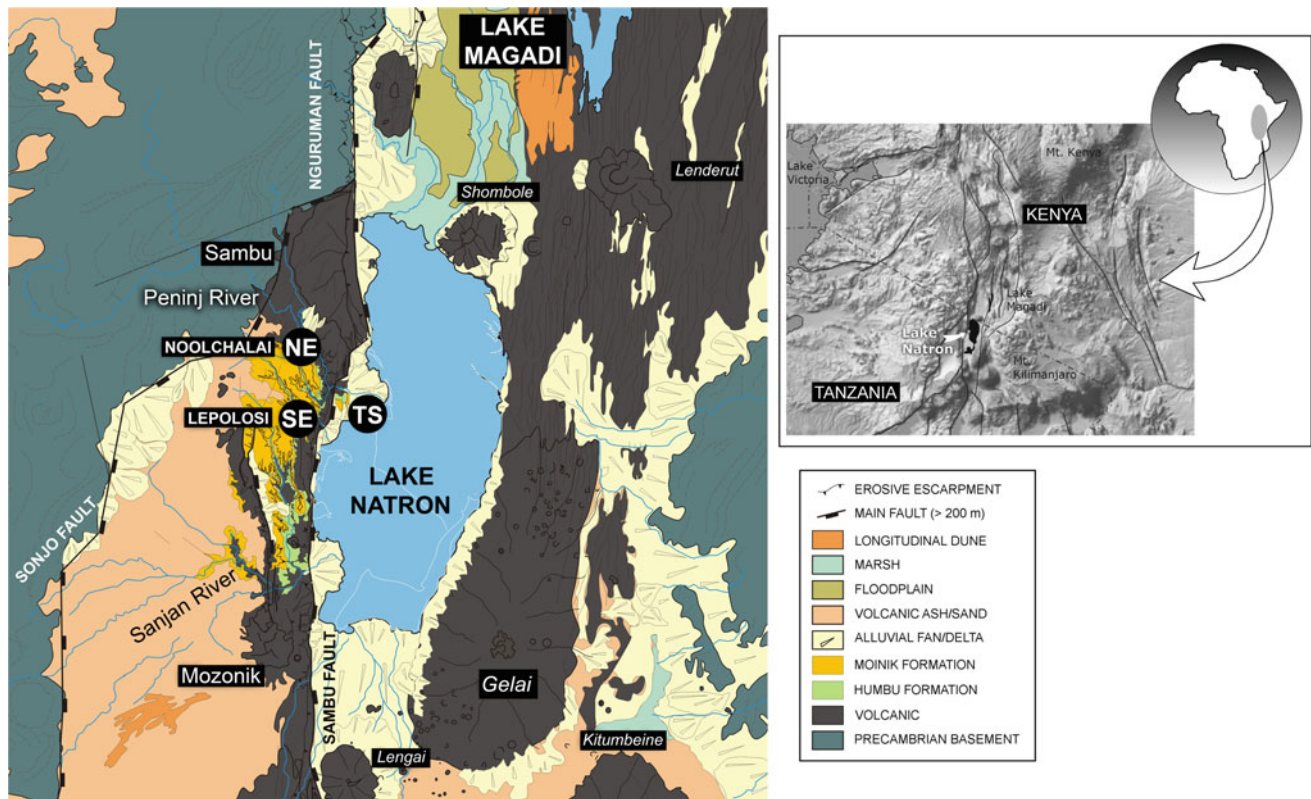 LAKE
MAGADI
NGURUMAN FAULT
Shombole
Lenderut
Sambu
Peninj River
NOOLCHALAI
NE
LEPOLOSI
SE
TS
LAKE
NATRON
SONJO FAULT
Sanjan River
Mozonik
SAMBU FAULT
Gelai
Lengai
Kitumbeine
Lake
Victoria
Mt. Kenya
KENYA
Lake
Magadi
Lake
Natron
Mt.
Kilimanjaro
TANZANIA
EROSIVE ESCARPMENT
MAIN FAULT (> 200 m)
LONGITUDINAL DUNE
MARSH
FLOODPLAIN
VOLCANIC ASH/SAND
ALLUVIAL FAN/DELTA
MOINIK FORMATION
HUMBU FORMATION
VOLCANIC
PRECAMBRIAN BASEMENT